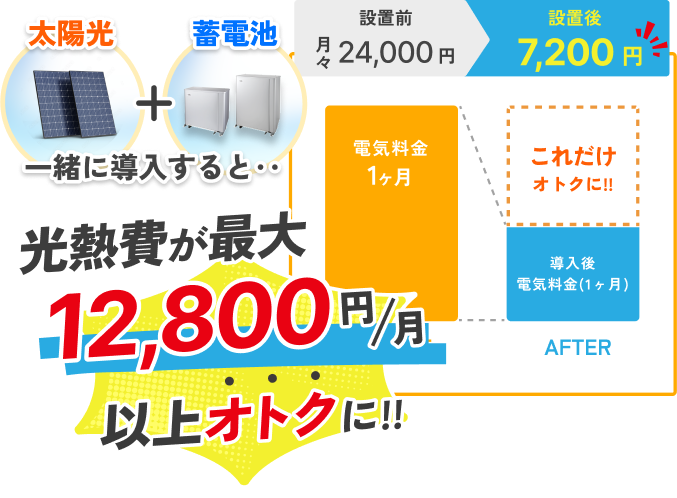 太陽光
蓄電池
+
一緒に導入すると‥
光熱費が最大
12,800円/月
以上オトクに!!
設置前
月々24,000円
設置後
7,200円
電気料金
1ヶ月
これだけ
オトクに!!
導入後
電気料金(1ヶ月)
AFTER